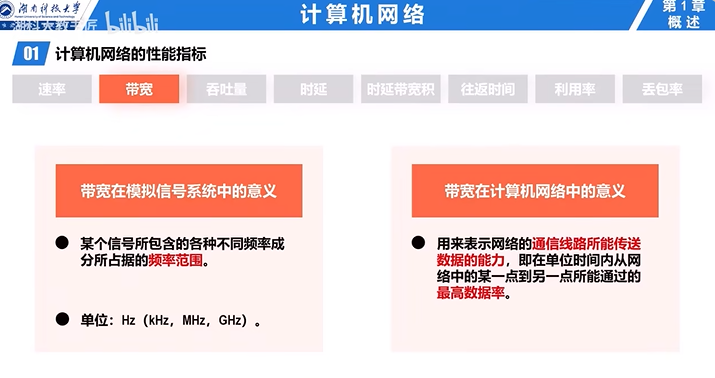 湖南科技大学
计算机网络
第1章
概述
湖科大教书匠 bilibili
01 计算机网络的性能指标
速率 带宽 吞吐量 时延 时延带宽积 往返时间 利用率 丢包率
带宽在模拟信号系统中的意义
某个信号所包含的各种不同频率成
分所占据的频率范围。
单位：Hz（kHz，MHz，GHz）。
带宽在计算机网络中的意义
用来表示网络的通信线路所能传送
数据的能力，即在单位时间内从网
络中的某一点到另一点所能通过的
最高数据率。